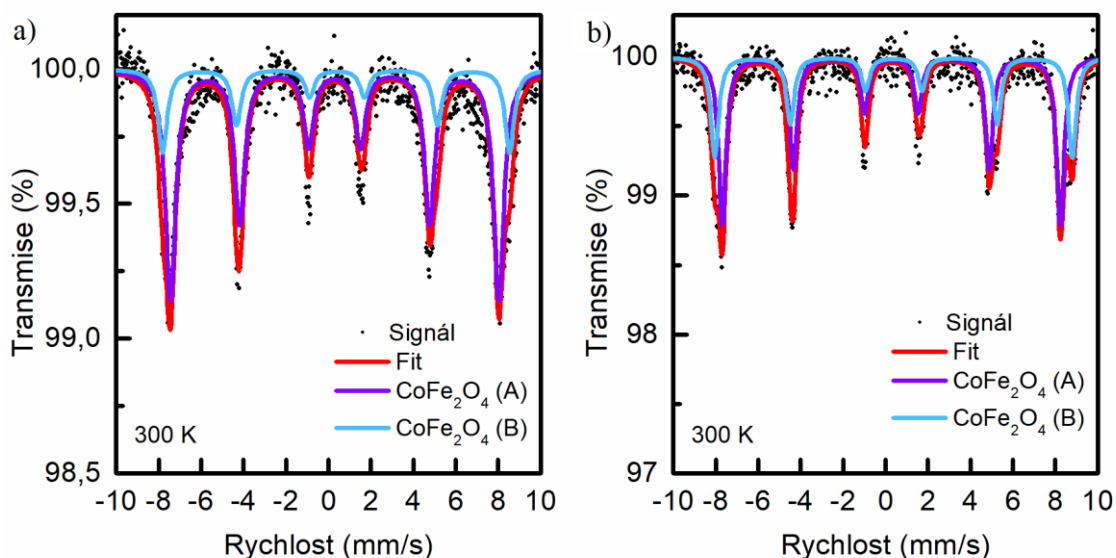 a)
Transmise (%)
100,0
99,5
99,0
98,5
Signál
Fit
CoFe₂O₄ (A)
CoFe₂O₄ (B)
300 K
-10 -8 -6 -4 -2 0 2 4 6 8 10
Rychlost (mm/s)
b)
Transmise (%)
100
99
98
97
Signál
Fit
CoFe₂O₄ (A)
CoFe₂O₄ (B)
300 K
-10 -8 -6 -4 -2 0 2 4 6 8 10
Rychlost (mm/s)